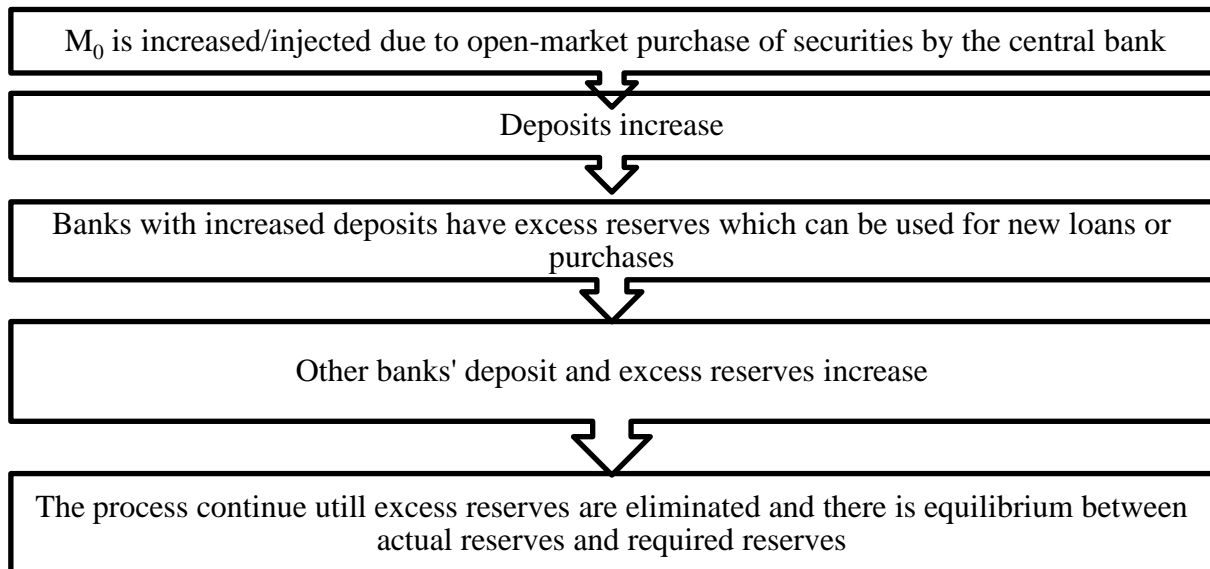 M₀ is increased/injected due to open-market purchase of securities by the central bank
Deposits increase
Banks with increased deposits have excess reserves which can be used for new loans or
purchases
Other banks' deposit and excess reserves increase
The process continue utill excess reserves are eliminated and there is equilibrium between
actual reserves and required reserves